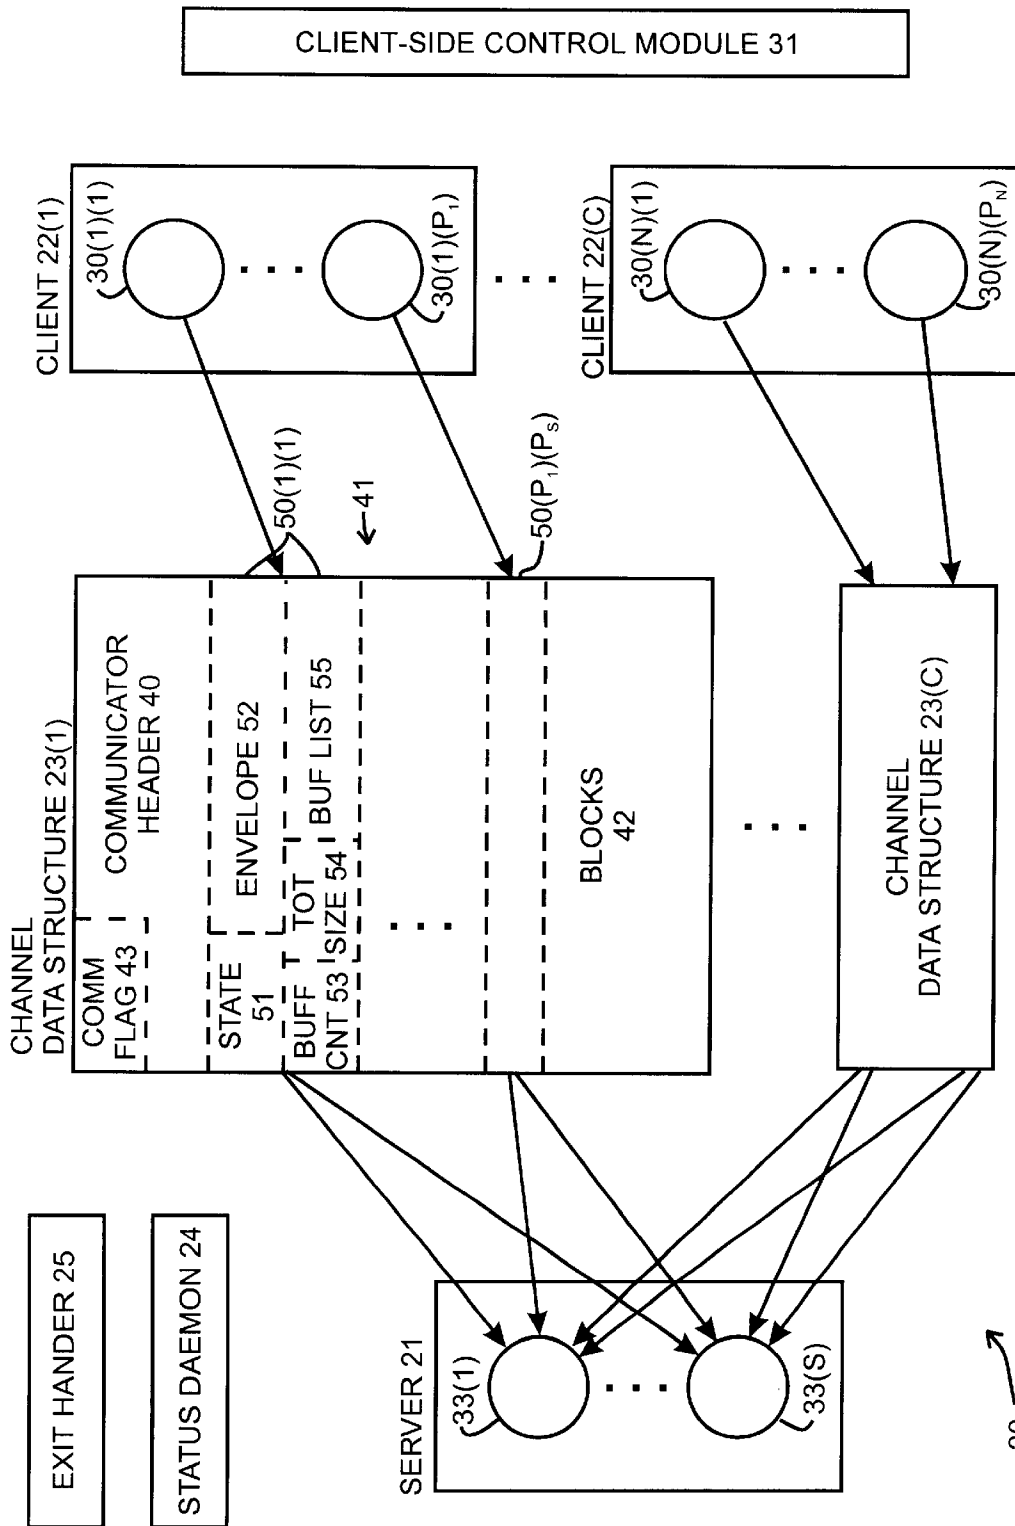 CLIENT-SIDE CONTROL MODULE 31
CLIENT 22(1)
30(1)(1)
30(1)(P₁)
CLIENT 22(C)
30(N)(1)
30(N)(P_N)
50(1)(1)
41
50(P₁)(P_S)
CHANNEL
DATA STRUCTURE 23(1)
COMM
FLAG 43
COMMUNICATOR
HEADER 40
STATE
51
ENVELOPE 52
BUFF
CNT 53
TOT
SIZE 54
BUF LIST 55
BLOCKS
42
CHANNEL
DATA STRUCTURE 23(C)
EXIT HANDER 25
STATUS DAEMON 24
SERVER 21
33(1)
33(S)